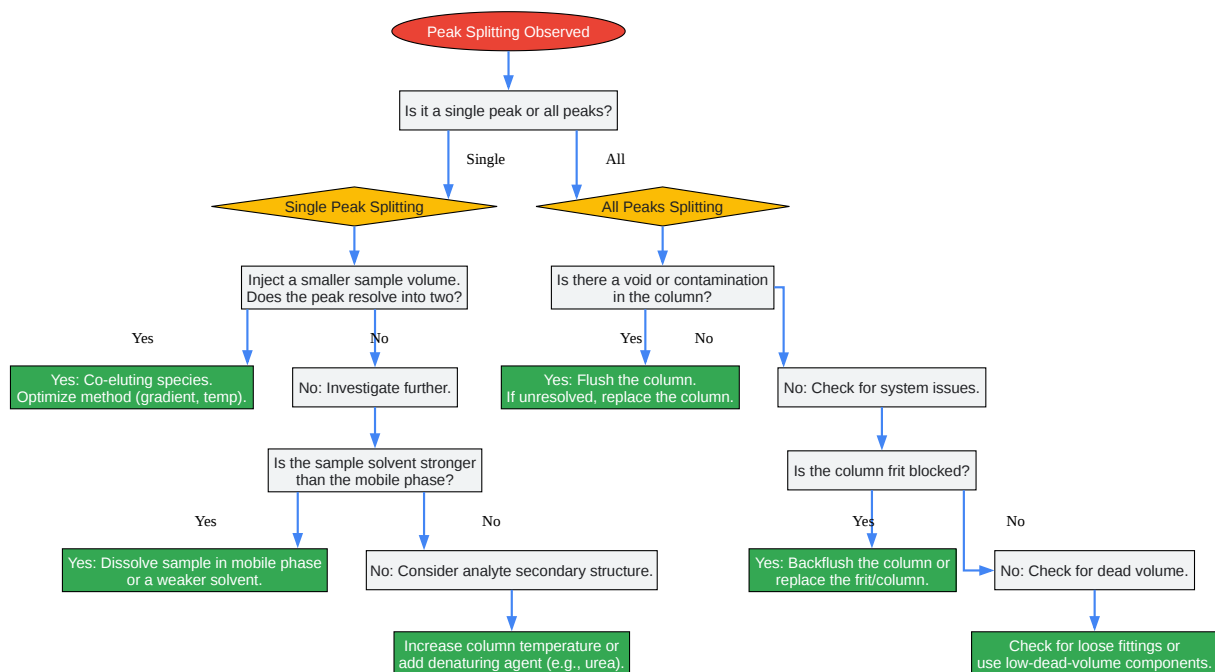 Peak Splitting Observed
Is it a single peak or all peaks?
Single
All
Single Peak Splitting
All Peaks Splitting
Inject a smaller sample volume.
Does the peak resolve into two?
Is there a void or contamination
in the column?
Yes
No
Yes
No
Yes: Co-eluting species.
Optimize method (gradient, temp).
No: Investigate further.
Yes: Flush the column.
If unresolved, replace the column.
No: Check for system issues.
Is the sample solvent stronger
than the mobile phase?
Is the column frit blocked?
Yes
No
Yes
No
Yes: Dissolve sample in mobile phase
or a weaker solvent.
No: Consider analyte secondary structure.
Yes: Backflush the column or
replace the frit/column.
No: Check for dead volume.
Increase column temperature or
add denaturing agent (e.g., urea).
Check for loose fittings or
use low-dead-volume components.